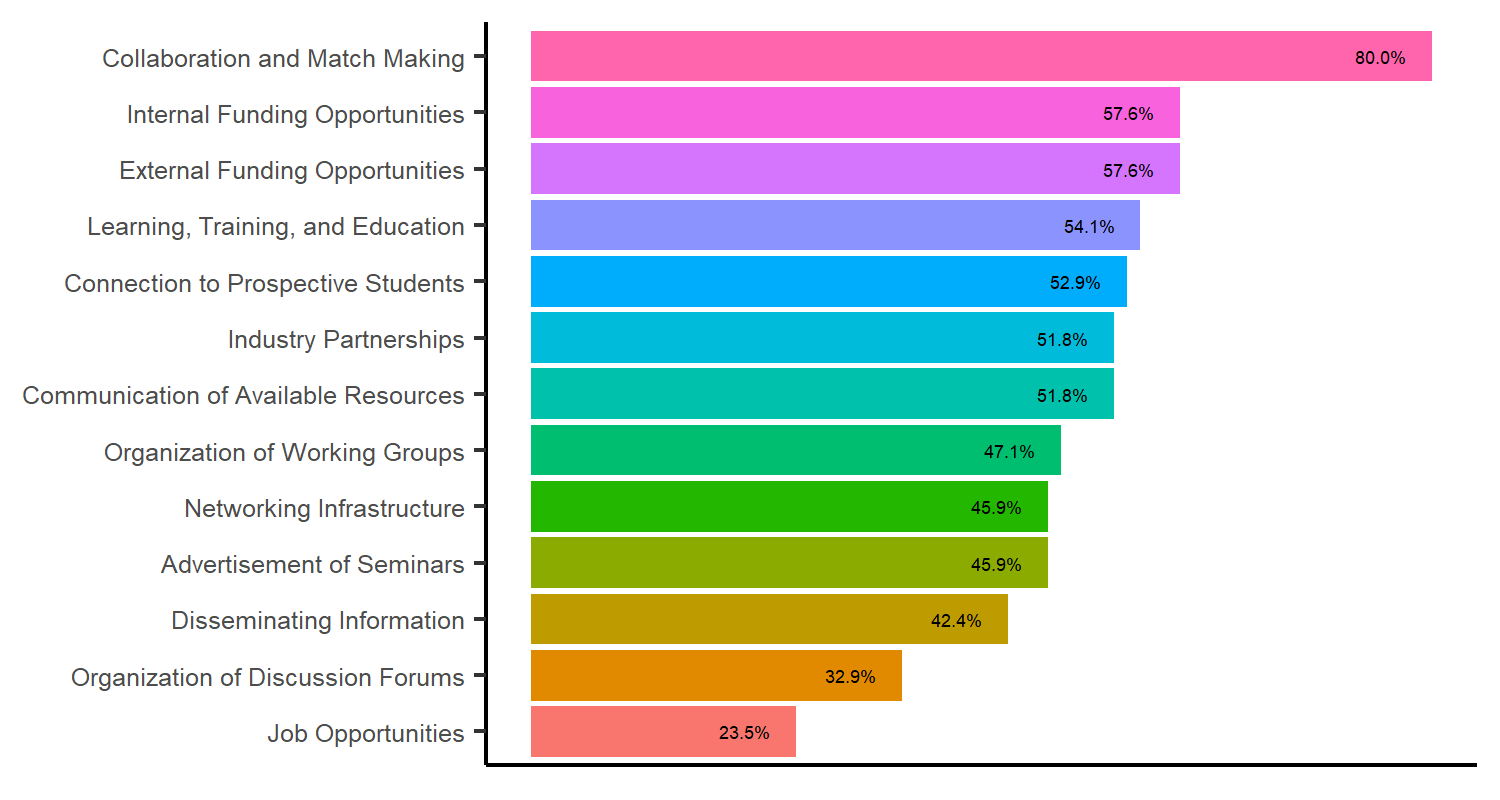 Collaboration and Match Making 80.0%
Internal Funding Opportunities 57.6%
External Funding Opportunities 57.6%
Learning, Training, and Education 54.1%
Connection to Prospective Students 52.9%
Industry Partnerships 51.8%
Communication of Available Resources 51.8%
Organization of Working Groups 47.1%
Networking Infrastructure 45.9%
Advertisement of Seminars 45.9%
Disseminating Information 42.4%
Organization of Discussion Forums 32.9%
Job Opportunities 23.5%